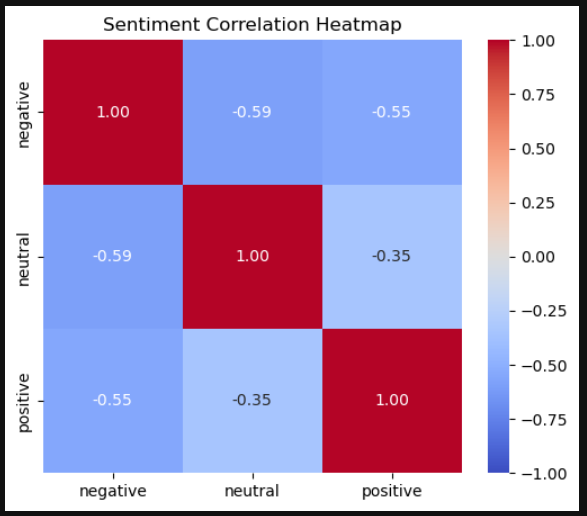 Sentiment Correlation Heatmap
negative
1.00
-0.59
-0.55
neutral
-0.59
1.00
-0.35
positive
-0.55
-0.35
1.00
negative
neutral
positive
1.00
0.75
0.50
0.25
0.00
−0.25
−0.50
−0.75
−1.00